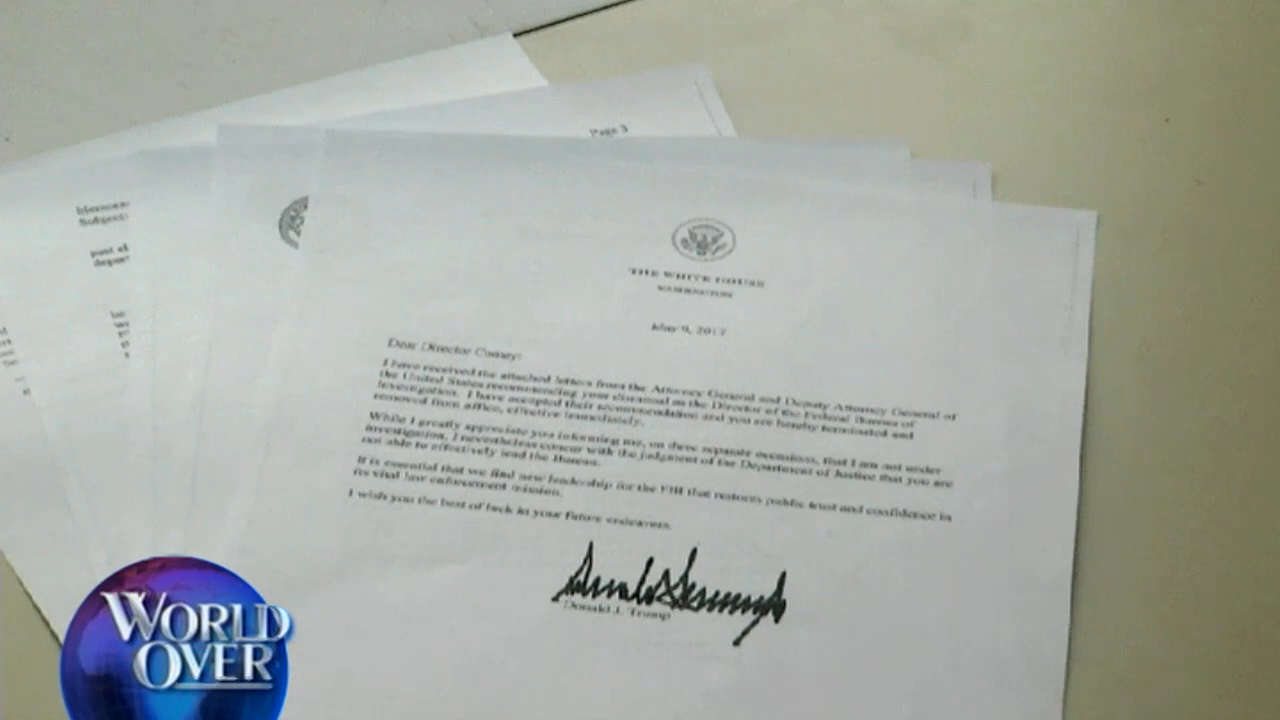 Page 3
Subject:
THE WHITE HOUSE
WASHINGTON
May 9, 2017
Dear Director Comey:
I have received the attached letters from the Attorney General and Deputy Attorney General of
the United States recommending your dismissal as the Director of the Federal Bureau of
Investigation. I have accepted their recommendation and you are hereby terminated and
removed from office, effective immediately.
While I greatly appreciate you informing me, on three separate occasions, that I am not under
investigation, I nevertheless concur with the judgment of the Department of Justice that you are
not able to effectively lead the Bureau.
It is essential that we find new leadership for the FBI that restores public trust and confidence in
its vital law enforcement mission.
I wish you the best of luck in your future endeavors.
Donald J. Trump
WORLD
OVER